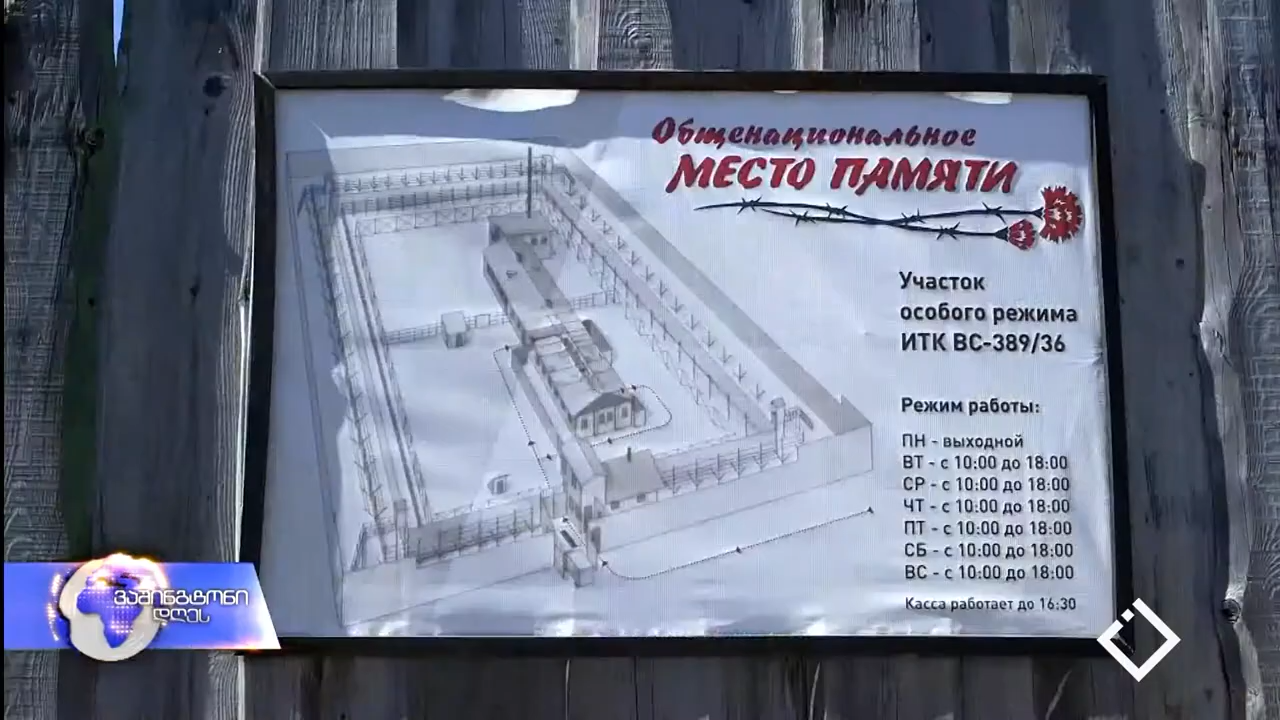 Общенациональное
МЕСТО ПАМЯТИ
Участок
особого режима
ИТК ВС-389/36
Режим работы:
ПН - выходной
ВТ - с 10:00 до 18:00
СР - с 10:00 до 18:00
ЧТ - с 10:00 до 18:00
ПТ - с 10:00 до 18:00
СБ - с 10:00 до 18:00
ВС - с 10:00 до 18:00
Касса работает до 16:30
ვაშინგტონი
დღეს